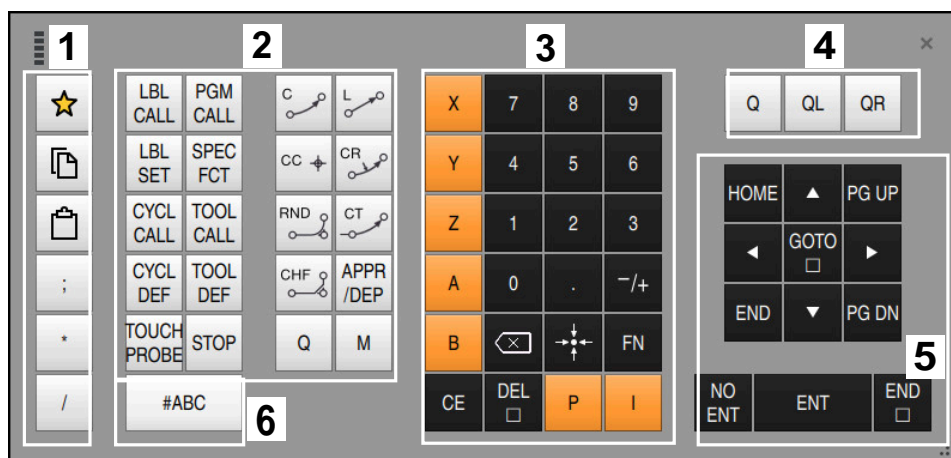 1
2
3
4
×
LBL CALL
PGM CALL
C
L
X
7
8
9
Q
QL
QR
LBL SET
SPEC FCT
CC
CR
Y
4
5
6
HOME
PG UP
CYCL CALL
TOOL CALL
RND
CT
Z
1
2
3
GOTO
;
CYCL DEF
TOOL DEF
CHF
APPR /DEP
A
0
.
−/+
END
PG DN
*
TOUCH PROBE
STOP
Q
M
B
FN
5
/
#ABC
6
CE
DEL
P
I
NO ENT
ENT
END